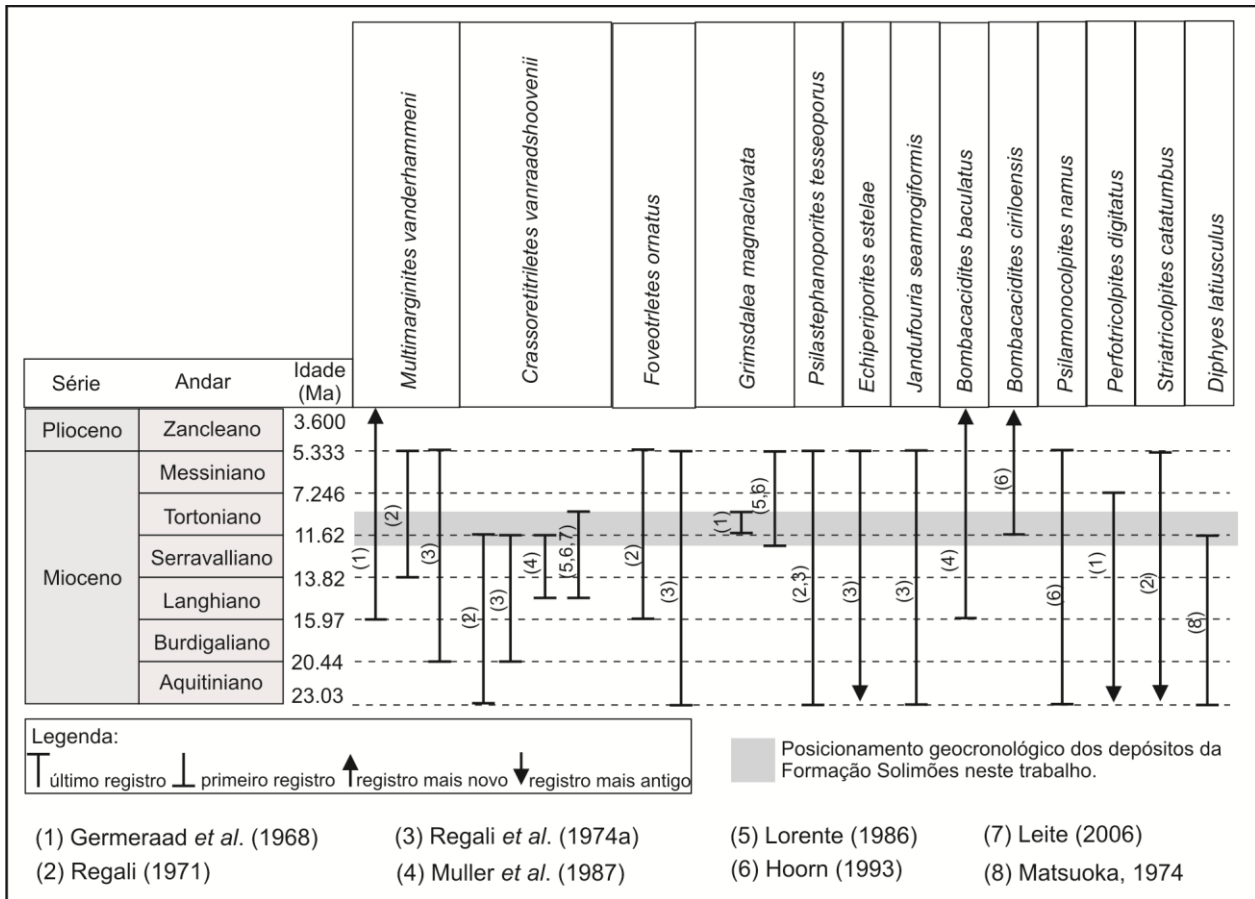 Multimarginites vanderhammeni
Crassoretitriletes vanraadshoovenii
Foveotrletes ornatus
Grimsdalea magnaclavata
Psilastephanoporites tesseoporus
Echiperiporites estelae
Jandufouria seamrogiformis
Bombacacidites baculatus
Bombacacidites ciriloensis
Psilamonocolpites namus
Perfotricolpites digitatus
Striatricolpites catatumbus
Diphyes latiusculus
Série Andar Idade
(Ma)
Plioceno Zancleano 3.600
5.333
Messiniano
7.246
Tortoniano
11.62
Serravalliano
Mioceno
13.82
Langhiano
15.97
Burdigaliano
20.44
Aquitiniano
23.03
(1)
(2)
(3)
(2)
(3)
(4)
(5,6,7)
(2)
(3)
(1)
(5,6)
(2,3)
(3)
(3)
(4)
(6)
(6)
(1)
(2)
(8)
Legenda:
último registro primeiro registro registro mais novo registro mais antigo
Posicionamento geocronológico dos depósitos da
Formação Solimões neste trabalho.
(1) Germeraad et al. (1968) (3) Regali et al. (1974a) (5) Lorente (1986) (7) Leite (2006)
(2) Regali (1971) (4) Muller et al. (1987) (6) Hoorn (1993) (8) Matsuoka, 1974